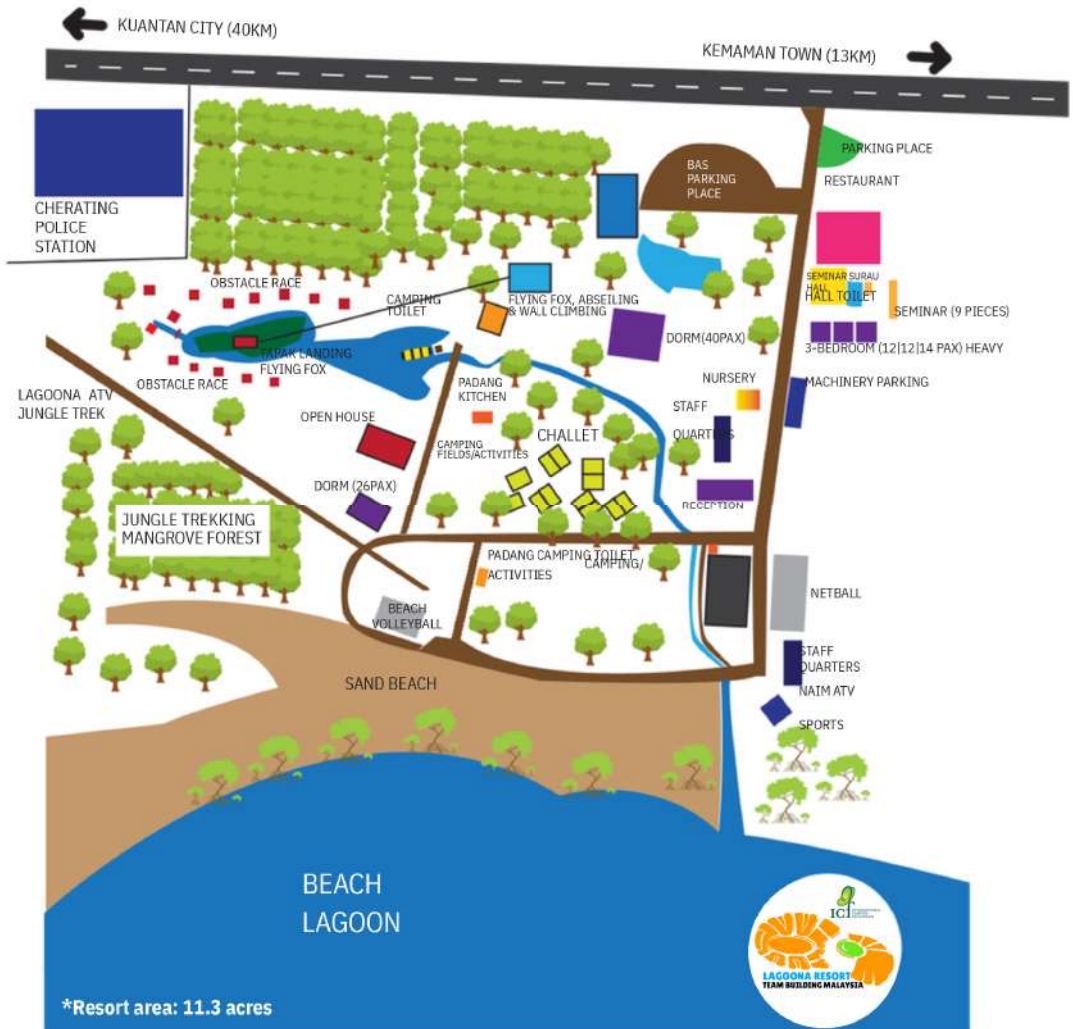 KUANTAN CITY (40KM)
KEMAMAN TOWN (13KM)
CHERATING
POLICE
STATION
BAS
PARKING
PLACE
PARKING PLACE
RESTAURANT
OBSTACLE RACE
CAMPING
TOILET
FLYING FOX, ABSEILING
& WALL CLIMBING
SEMINAR
HALL
SURAU
HALL TOILET
SEMINAR (9 PIECES)
DORM(40PAX)
3-BEDROOM (12|12|14 PAX) HEAVY
MACHINERY PARKING
TAPAK LANDING
FLYING FOX
OBSTACLE RACE
LAGOONA ATV
JUNGLE TREK
OPEN HOUSE
PADANG
KITCHEN
NURSERY
STAFF
QUARTERS
CAMPING
FIELDS/ACTIVITIES
CHALLET
DORM (26PAX)
RECEPTION
JUNGLE TREKKING
MANGROVE FOREST
PADANG CAMPING TOILET
CAMPING/
ACTIVITIES
BEACH
VOLLEYBALL
NETBALL
STAFF
QUARTERS
NAIM ATV
SPORTS
SAND BEACH
BEACH
LAGOON
ICF
LAGOONA RESORT
TEAM BUILDING MALAYSIA
*Resort area: 11.3 acres